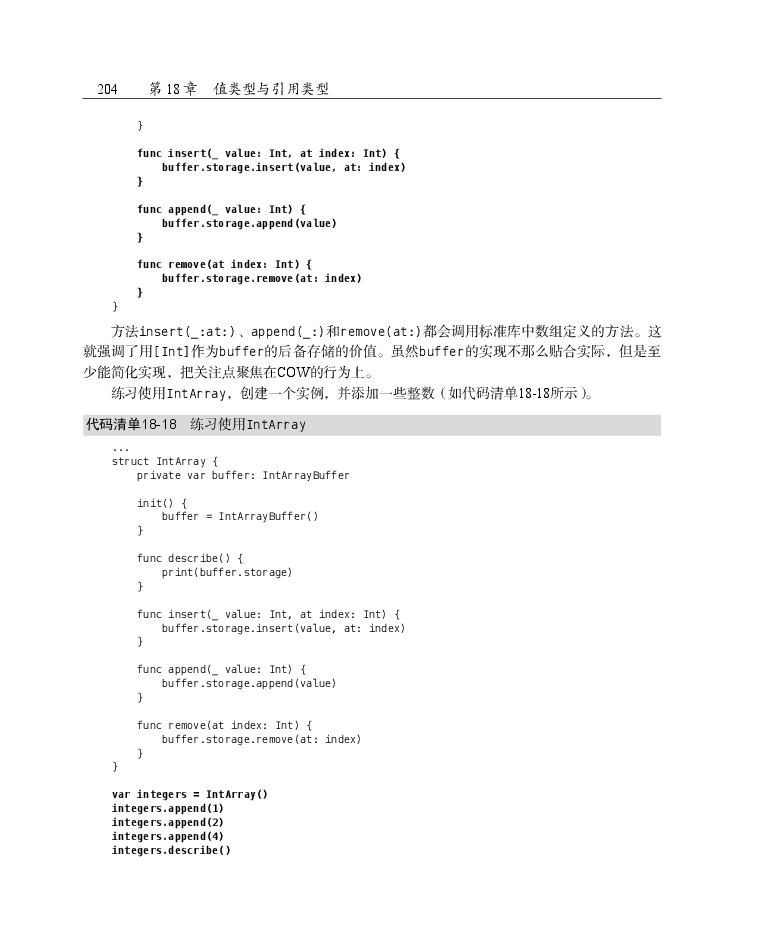 204 第 18 章 值类型与引用类型
}
func insert(_ value: Int, at index: Int) {
buffer.storage.insert(value, at: index)
}
func append(_ value: Int) {
buffer.storage.append(value)
}
func remove(at index: Int) {
buffer.storage.remove(at: index)
}
}
方法insert(_:at:)、append(_:)和remove(at:)都会调用标准库中数组定义的方法。这
就强调了用[Int]作为buffer的后备存储的价值。虽然buffer的实现不那么贴合实际，但是至
少能简化实现，把关注点聚焦在COW的行为上。
练习使用IntArray，创建一个实例，并添加一些整数（如代码清单18-18所示）。
代码清单18-18 练习使用IntArray
...
struct IntArray {
private var buffer: IntArrayBuffer
init() {
buffer = IntArrayBuffer()
}
func describe() {
print(buffer.storage)
}
func insert(_ value: Int, at index: Int) {
buffer.storage.insert(value, at: index)
}
func append(_ value: Int) {
buffer.storage.append(value)
}
func remove(at index: Int) {
buffer.storage.remove(at: index)
}
}
var integers = IntArray()
integers.append(1)
integers.append(2)
integers.append(4)
integers.describe()